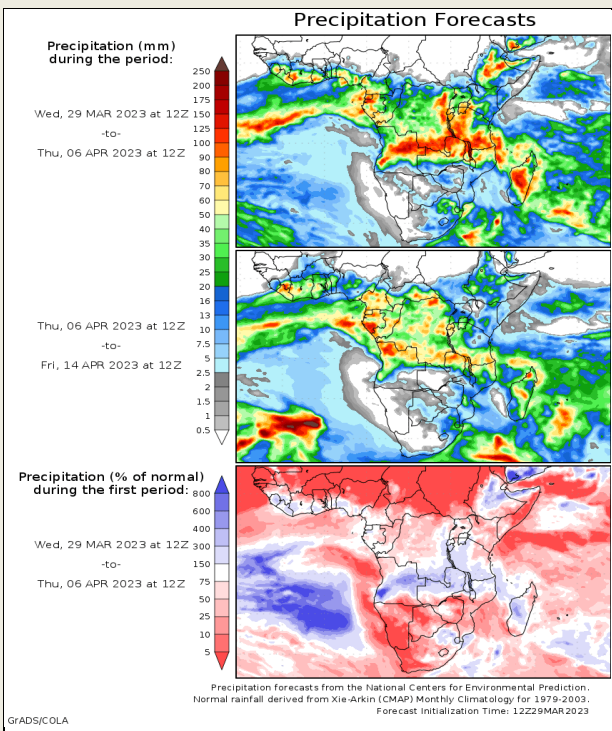 Precipitation Forecasts
Precipitation (mm)
during the period:
Wed, 29 MAR 2023 at 12Z
-to-
Thu, 06 APR 2023 at 12Z
250
200
175
150
125
100
90
80
70
60
50
40
35
30
25
20
16
13
10
7.5
5
2.5
2
1.5
1
0.5
Thu, 06 APR 2023 at 12Z
-to-
Fri, 14 APR 2023 at 12Z
Precipitation (% of normal)
during the first period:
Wed, 29 MAR 2023 at 12Z
-to-
Thu, 06 APR 2023 at 12Z
800
600
400
300
150
75
50
25
10
5
Precipitation forecasts from the National Centers for Environmental Prediction.
Normal rainfall derived from Xie-Arkin (CMAP) Monthly Climatology for 1979-2003.
Forecast Initialization Time: 12Z29MAR2023
GrADS/COLA